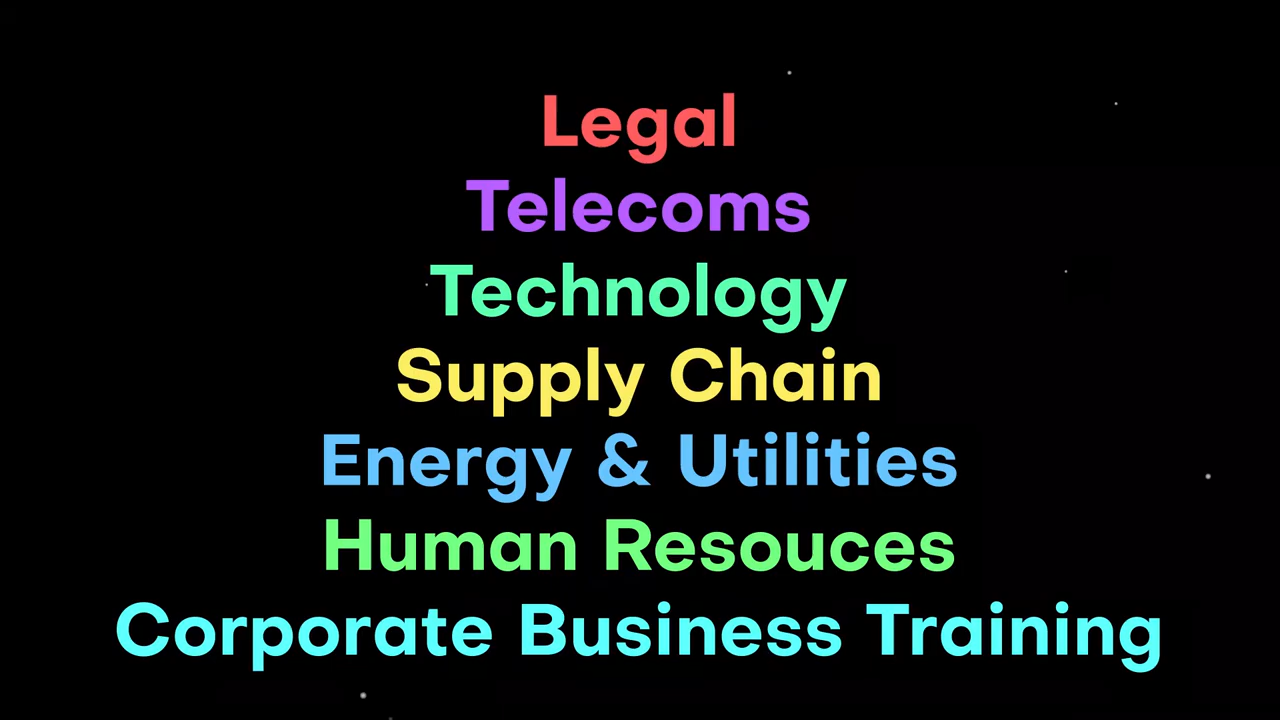 Legal
Telecoms
Technology
Supply Chain
Energy & Utilities
Human Resouces
Corporate Business Training